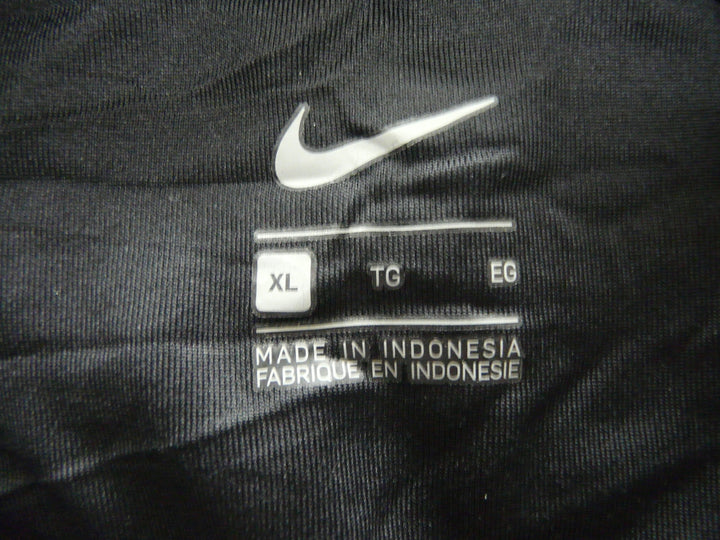 XL TG EG
MADE IN INDONESIA
FABRIQUE EN INDONESIE